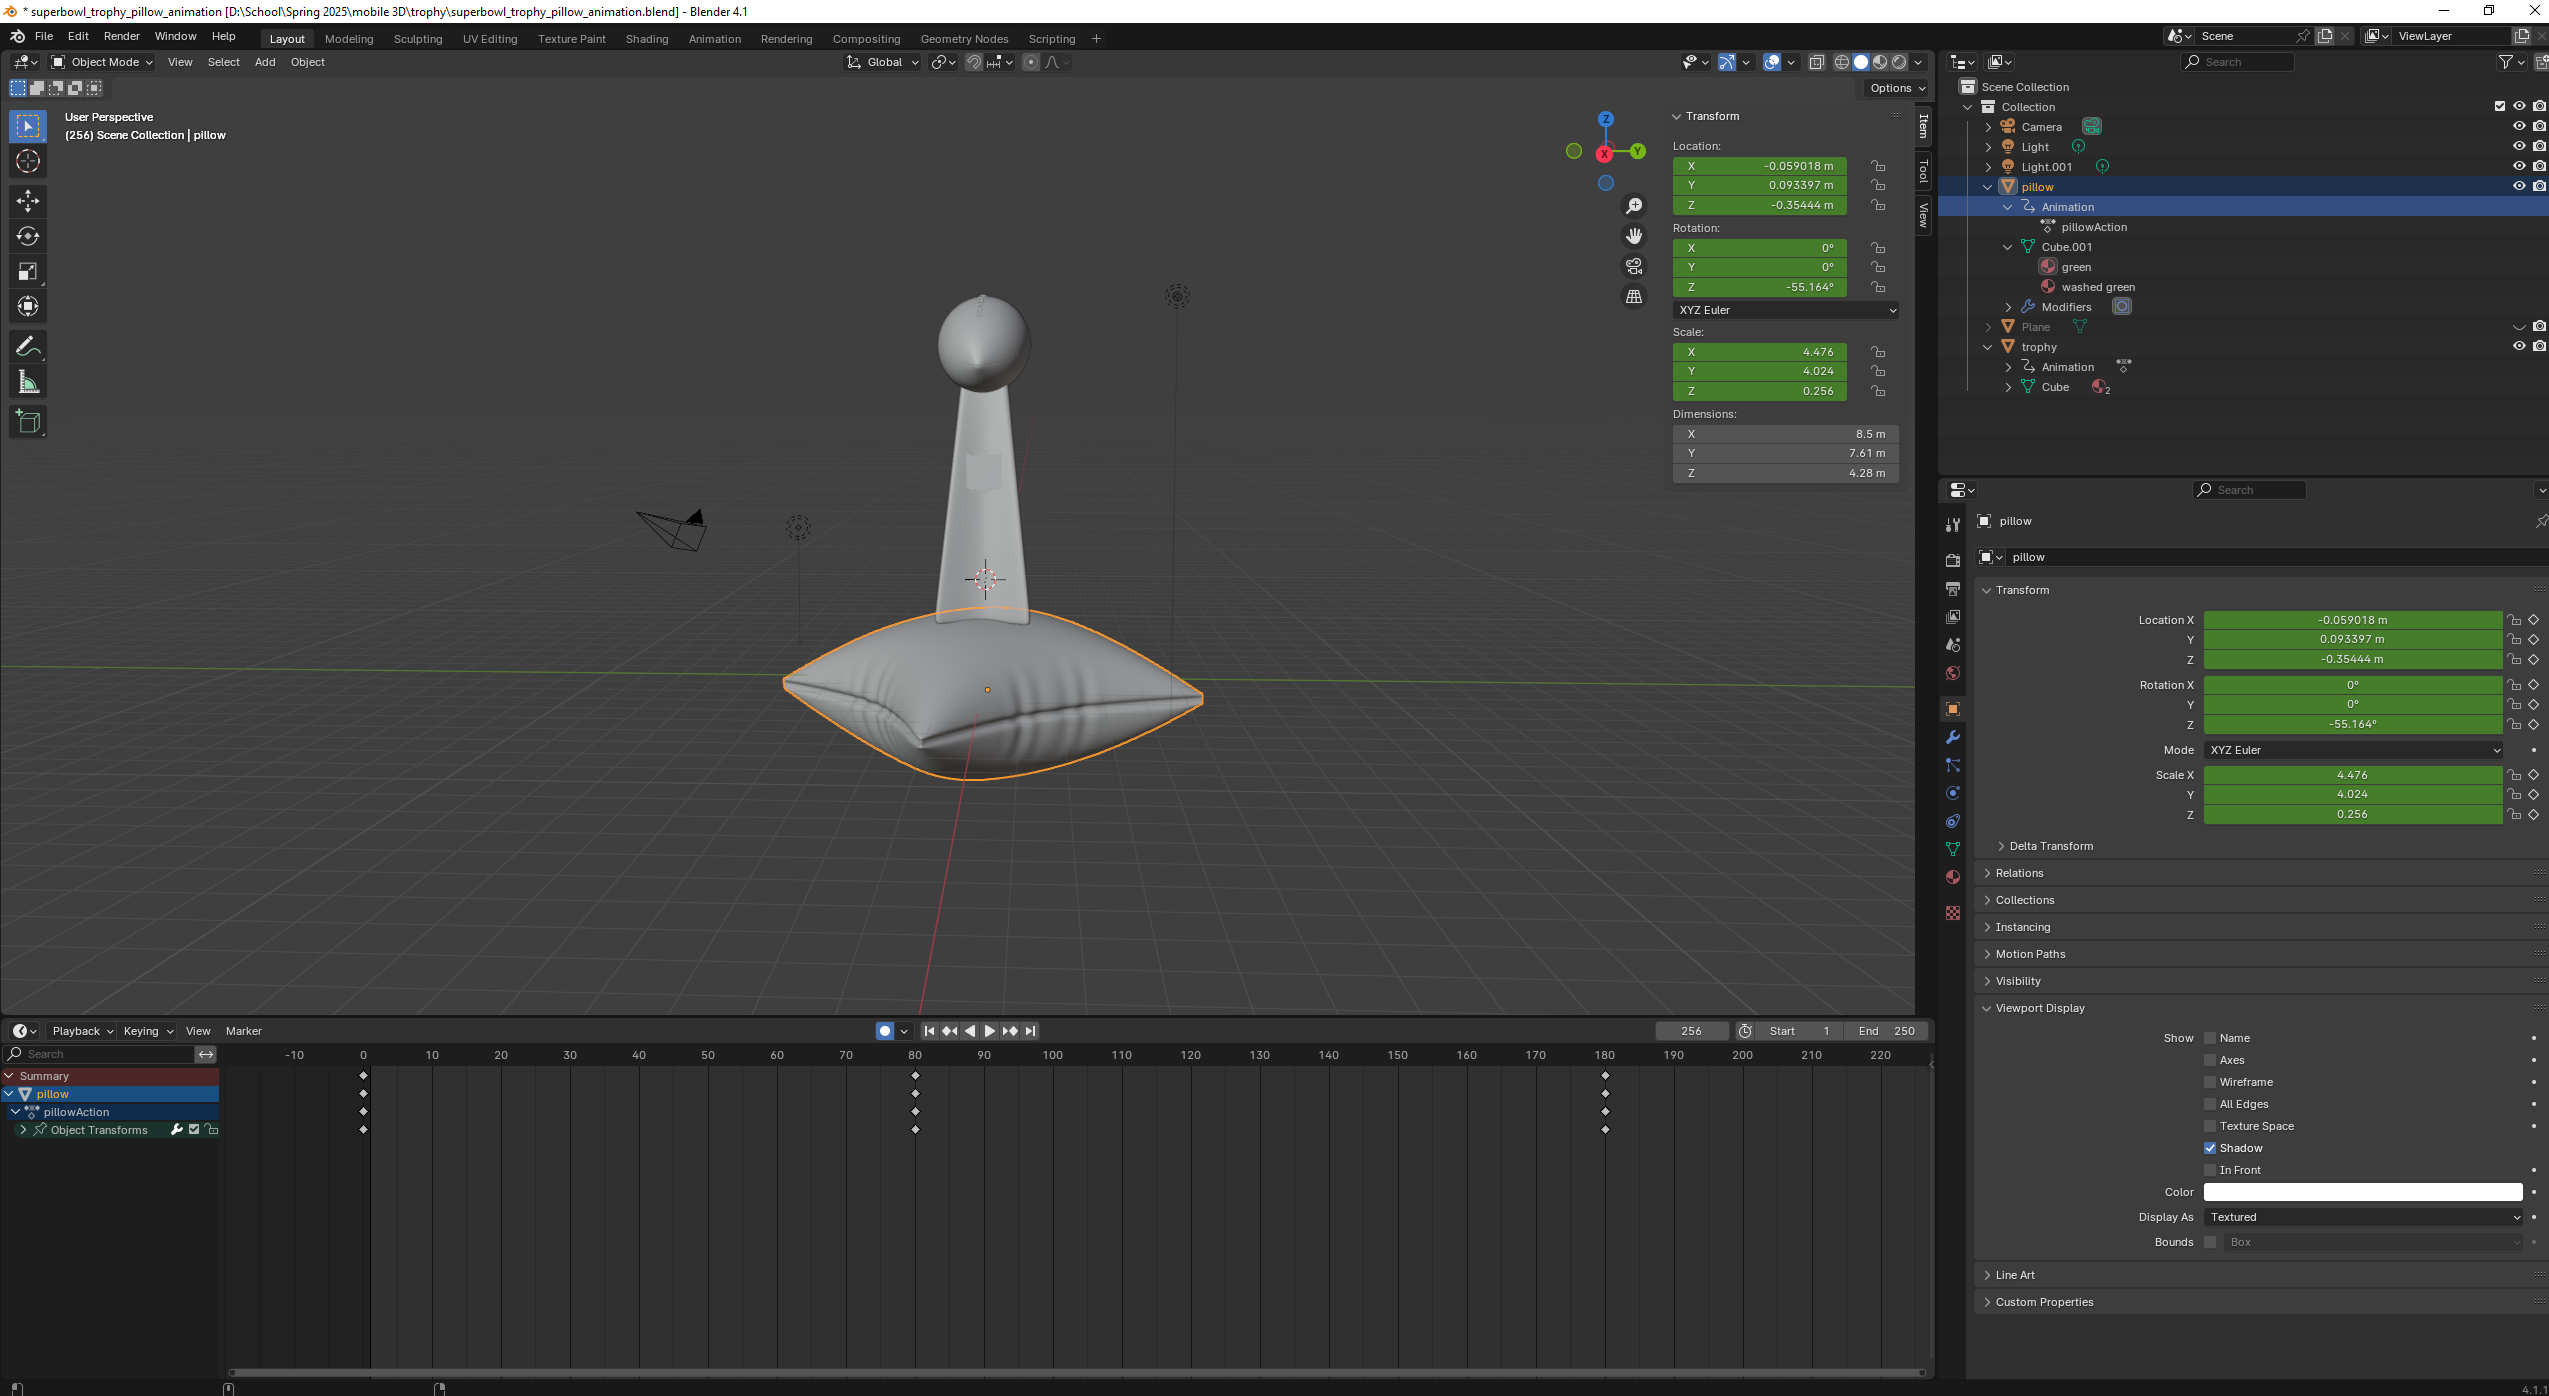 * superbowl_trophy_pillow_animation [D:\School\Spring 2025\mobile 3D\trophy\superbowl_trophy_pillow_animation.blend] - Blender 4.1
File Edit Render Window Help Layout Modeling Sculpting UV Editing Texture Paint Shading Animation Rendering Compositing Geometry Nodes Scripting + Scene ViewLayer
Object Mode View Select Add Object Global Search
Options
User Perspective
(256) Scene Collection | pillow
Z
Y
X
Item
Tool
View
Transform
Location:
X -0.059018 m
Y 0.093397 m
Z -0.35444 m
Rotation:
X 0°
Y 0°
Z -55.164°
XYZ Euler
Scale:
X 4.476
Y 4.024
Z 0.256
Dimensions:
X 8.5 m
Y 7.61 m
Z 4.28 m
Scene Collection
Collection
Camera
Light
Light.001
pillow
Animation
pillowAction
Cube.001
green
washed green
Modifiers
Plane
trophy
Animation
Cube 2
Search
pillow
pillow
Transform
Location X -0.059018 m
Y 0.093397 m
Z -0.35444 m
Rotation X 0°
Y 0°
Z -55.164°
Mode XYZ Euler
Scale X 4.476
Y 4.024
Z 0.256
Delta Transform
Relations
Collections
Instancing
Motion Paths
Visibility
Viewport Display
Show Name
Axes
Wireframe
All Edges
Texture Space
Shadow
In Front
Color
Display As Textured
Bounds Box
Line Art
Custom Properties
Playback Keying View Marker 256 Start 1 End 250
Search -10 0 10 20 30 40 50 60 70 80 90 100 110 120 130 140 150 160 170 180 190 200 210 220
Summary
pillow
pillowAction
Object Transforms
4.1.1